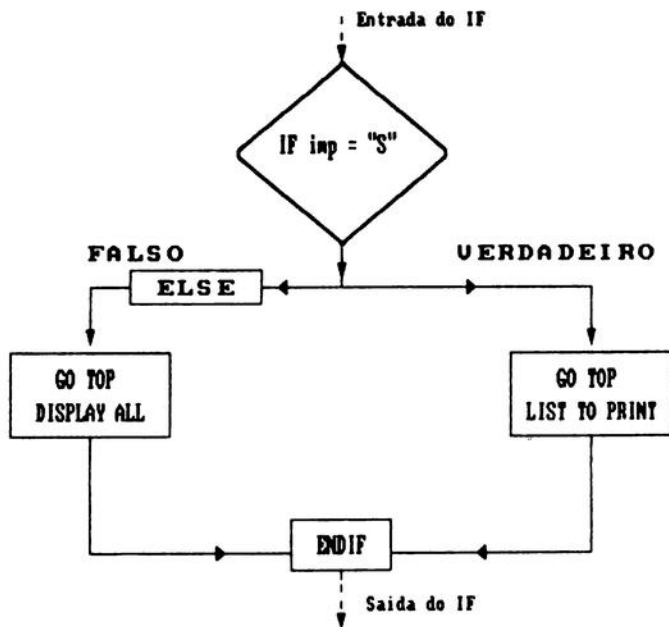 Entrada do IF
IF imp = "S"
FALSO
VERDADEIRO
ELSE
GO TOP
DISPLAY ALL
GO TOP
LIST TO PRINT
ENDIF
Saida do IF